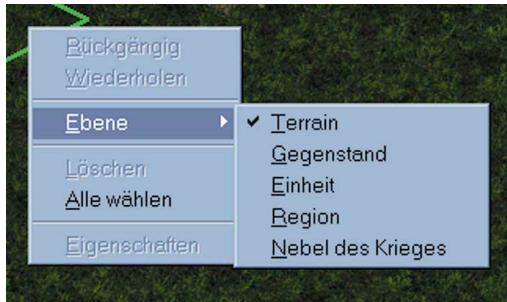 Rückgängig
Wiederholen
Ebene
Löschen
Alle wählen
Eigenschaften
Terrain
Gegenstand
Einheit
Region
Nebel des Krieges